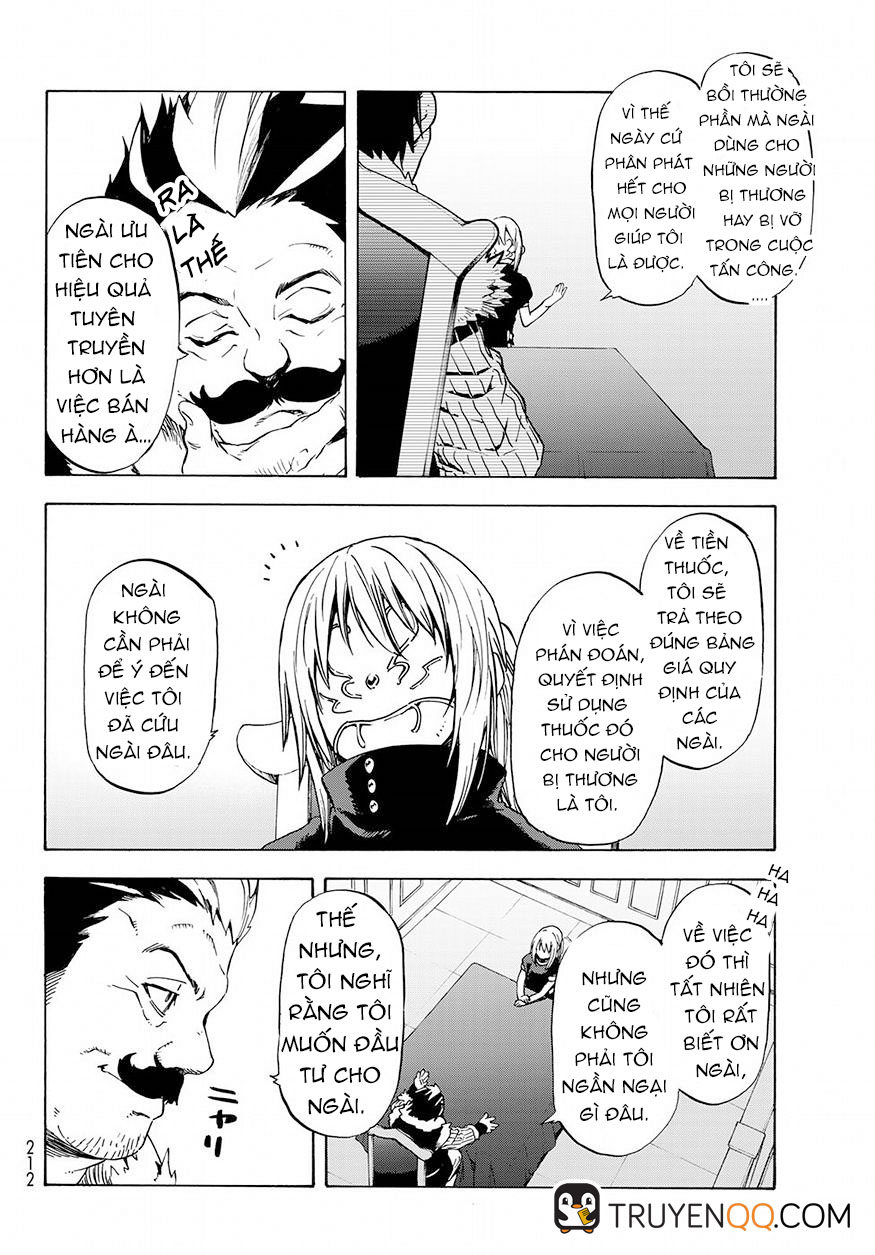 TÔI SẼ
BỒI THƯỜNG
PHẦN MÀ NGÀI
DÙNG CHO
NHỮNG NGƯỜI
BỊ THƯƠNG
HAY BỊ VỠ
TRONG CUỘC
TẤN CÔNG.
....
VÌ THẾ
NGÀY CỨ
PHÂN PHÁT
HẾT CHO
MỌI NGƯỜI
GIÚP TÔI
LÀ ĐƯỢC.
RA
LÀ
THẾ
NGÀI ƯU
TIÊN CHO
HIỆU QUẢ
TUYÊN
TRUYỀN
HƠN LÀ
VIỆC BÁN
HÀNG À...
VỀ TIỀN
THUỐC,
TÔI SẼ
TRẢ THEO
ĐÚNG BẢNG
GIÁ QUY
ĐỊNH CỦA
CÁC
NGÀI.
VÌ VIỆC
PHÁN ĐOÁN,
QUYẾT ĐỊNH
SỬ DỤNG
THUỐC ĐÓ
CHO NGƯỜI
BỊ THƯƠNG
LÀ TÔI.
NGÀI
KHÔNG
CẦN PHẢI
ĐỂ Ý ĐẾN
VIỆC TÔI
ĐÃ CỨU
NGÀI ĐÂU.
HA
HA
HA
VỀ VIỆC
ĐÓ THÌ
TẤT NHIÊN
TÔI RẤT
BIẾT ƠN
NGÀI,
NHƯNG
CŨNG
KHÔNG
PHẢI TÔI
NGẦN NGẠI
GÌ ĐÂU.
THẾ
NHƯNG,
TÔI NGHĨ
RẰNG TÔI
MUỐN ĐẦU
TƯ CHO
NGÀI.
ニヤリ
212
TRUYENQQ.COM